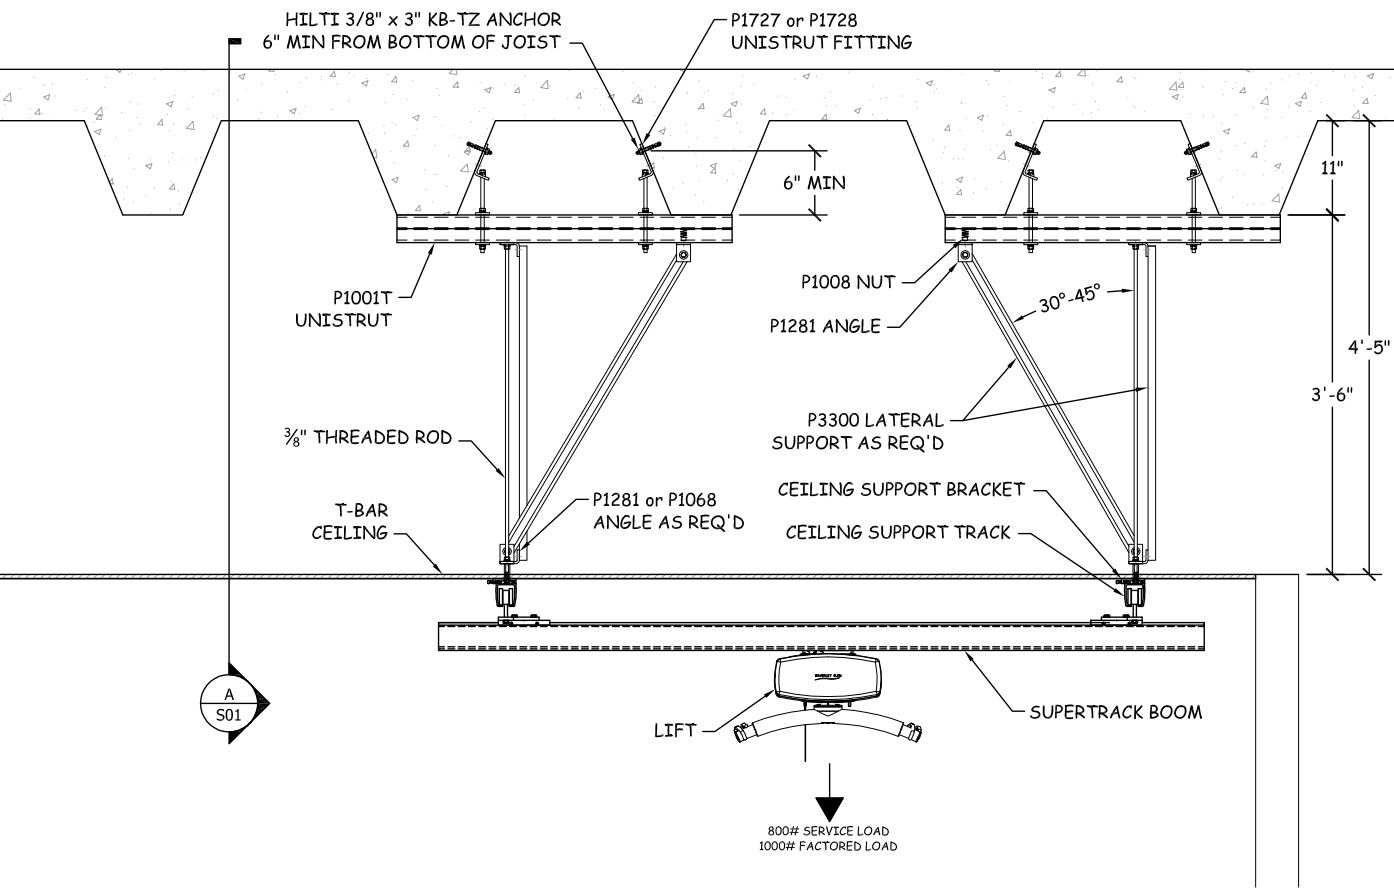 HILTI 3/8" x 3" KB-TZ ANCHOR
6" MIN FROM BOTTOM OF JOIST
P1727 or P1728
UNISTRUT FITTING
6" MIN
11"
P1008 NUT
P1281 ANGLE
30°-45°
P1001T
UNISTRUT
4'-5"
3'-6"
P3300 LATERAL
SUPPORT AS REQ'D
⅜" THREADED ROD
CEILING SUPPORT BRACKET
P1281 or P1068
ANGLE AS REQ'D
T-BAR
CEILING
CEILING SUPPORT TRACK
A
S01
LIFT
SUPERTRACK BOOM
800# SERVICE LOAD
1000# FACTORED LOAD